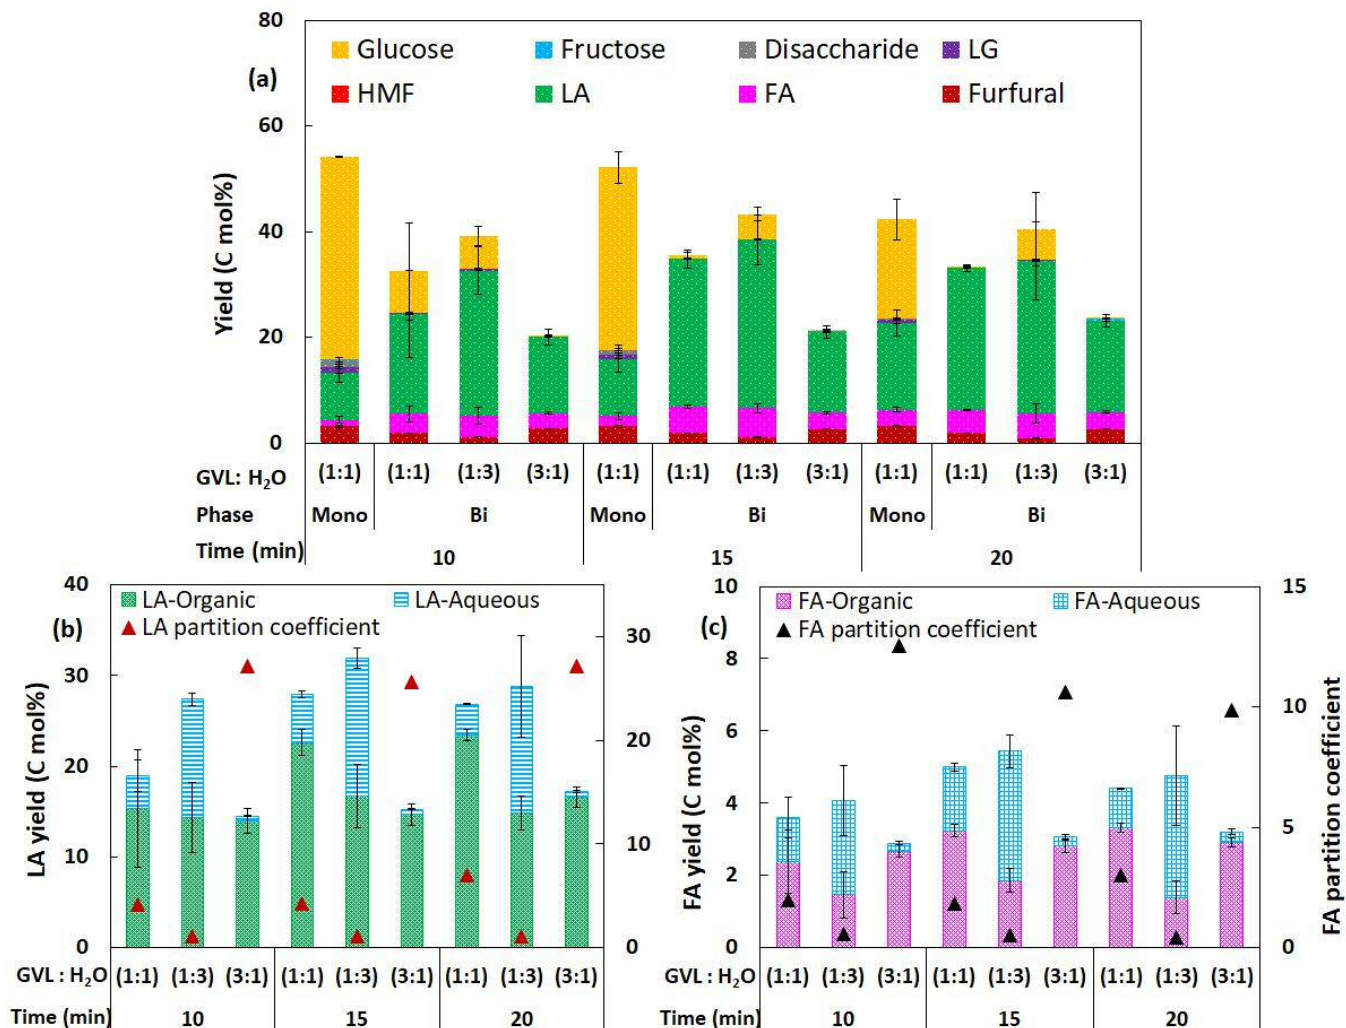 80
Glucose Fructose Disaccharide LG
(a)
HMF LA FA Furfural
60
40
20
0
Yield (C mol%)
GVL: H₂O (1:1) (1:1) (1:3) (3:1) (1:1) (1:1) (1:3) (3:1) (1:1) (1:1) (1:3) (3:1)
Phase Mono Bi Mono Bi Mono Bi
Time (min) 10 15 20
40
LA-Organic LA-Aqueous
(b)
LA partition coefficient
30
20
10
0
LA yield (C mol%)
30
20
10
0
GVL : H₂O (1:1) (1:3) (3:1) (1:1) (1:3) (3:1) (1:1) (1:3) (3:1)
Time (min) 10 15 20
10
FA-Organic FA-Aqueous
(c)
FA partition coefficient
8
6
4
2
0
FA yield (C mol%)
15
10
5
0
FA partition coefficient
GVL : H₂O (1:1) (1:3) (3:1) (1:1) (1:3) (3:1) (1:1) (1:3) (3:1)
Time (min) 10 15 20